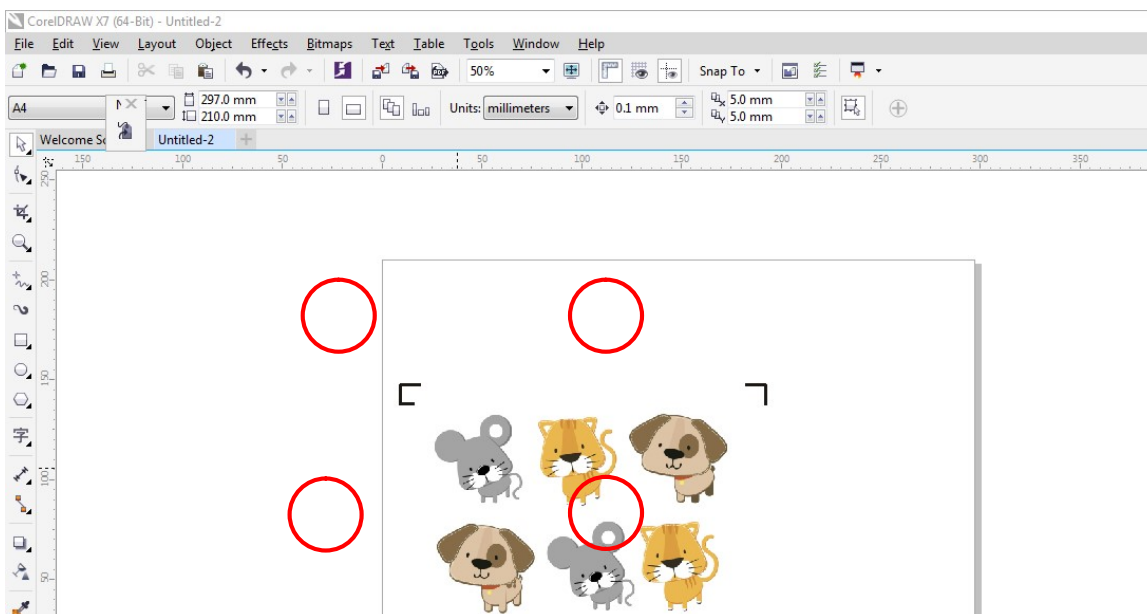 CorelDRAW X7 (64-Bit) - Untitled-2
File Edit View Layout Object Effects Bitmaps Text Table Tools Window Help
50% Snap To
A4 297.0 mm 210.0 mm Units: millimeters 0.1 mm 5.0 mm 5.0 mm
Welcome Sc Untitled-2
150 100 50 0 50 100 150 200 250 300 350
250
200
150
100
50
字